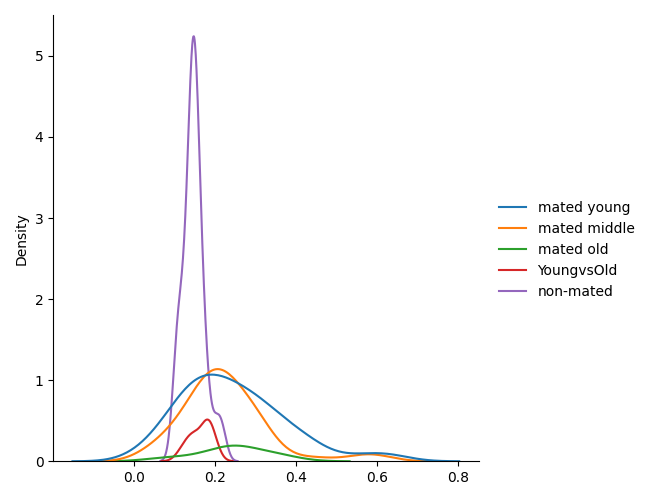 5
4
3
2
1
0
Density
0.0 0.2 0.4 0.6 0.8
mated young
mated middle
mated old
YoungvsOld
non-mated